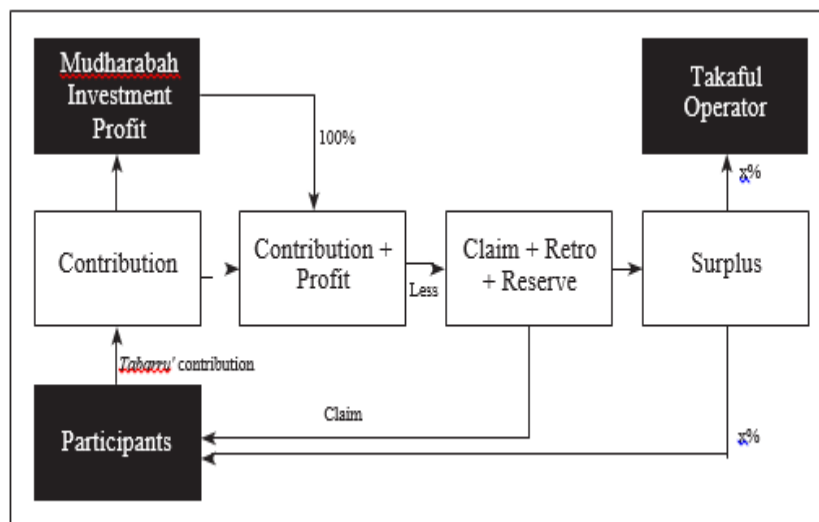 Mudharabah
Investment
Profit
Takaful
Operator
100%
x%
Contribution
Contribution +
Profit
Claim + Retro
+ Reserve
Surplus
Less
Tabarru' contribution
Claim
Participants
x%